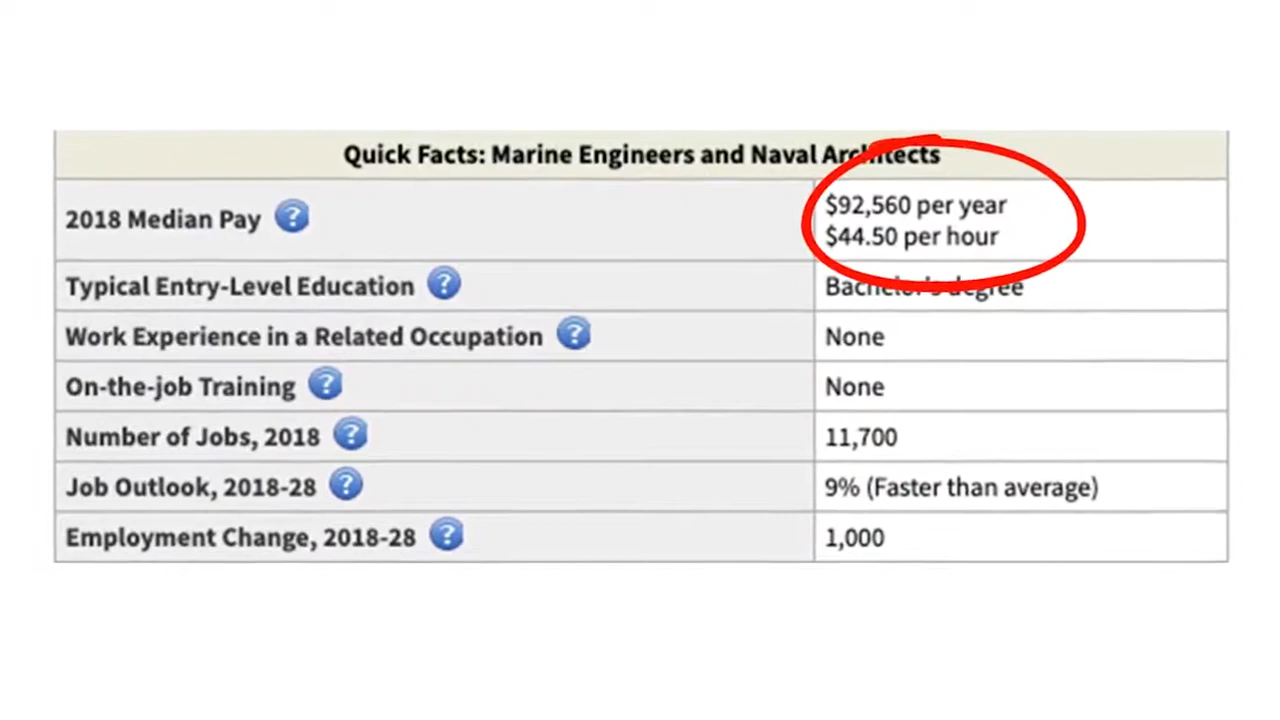 Quick Facts: Marine Engineers and Naval Architects
2018 Median Pay ? $92,560 per year
$44.50 per hour
Typical Entry-Level Education ? Bachelor's degree
Work Experience in a Related Occupation ? None
On-the-job Training ? None
Number of Jobs, 2018 ? 11,700
Job Outlook, 2018-28 ? 9% (Faster than average)
Employment Change, 2018-28 ? 1,000